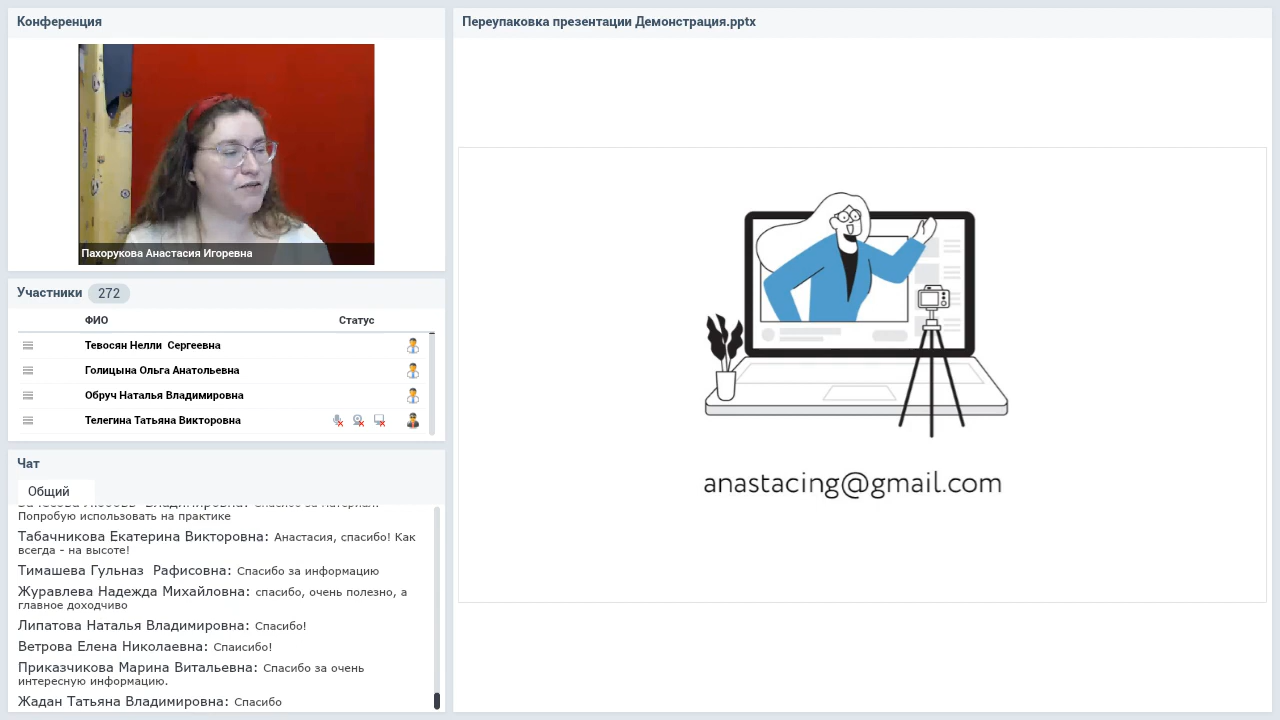 Конференция
Пахорукова Анастасия Игоревна
Участники 272
ФИО Статус
Тевосян Нелли Сергеевна
Голицына Ольга Анатольевна
Обруч Наталья Владимировна
Телегина Татьяна Викторовна
Чат
Общий
Попробую использовать на практике
Табачникова Екатерина Викторовна: Анастасия, спасибо! Как
всегда - на высоте!
Тимашева Гульназ Рафисовна: Спасибо за информацию
Журавлева Надежда Михайловна: спасибо, очень полезно, а
главное доходчиво
Липатова Наталья Владимировна: Спасибо!
Ветрова Елена Николаевна: Спаисибо!
Приказчикова Марина Витальевна: Спасибо за очень
интересную информацию.
Жадан Татьяна Владимировна: Спасибо
Переупаковка презентации Демонстрация.pptx
anastacing@gmail.com